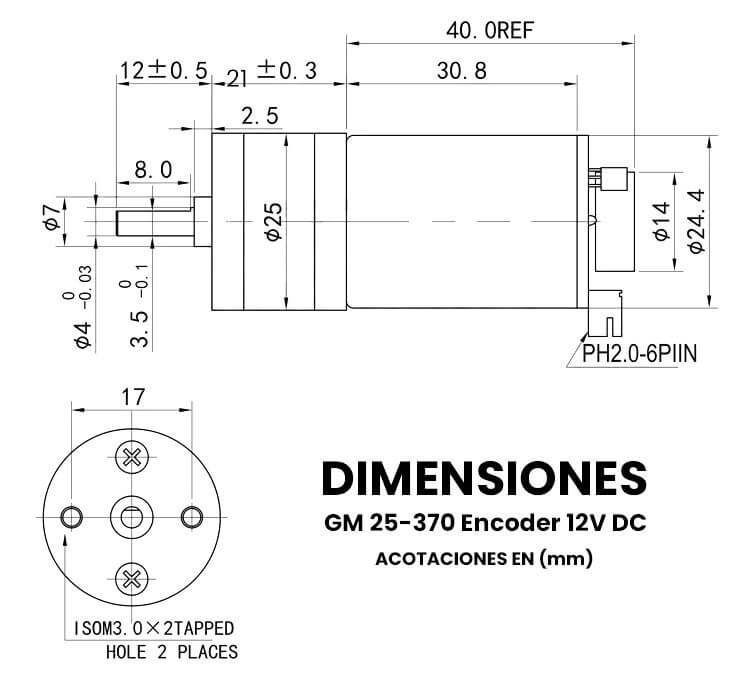 40.0REF
12±0.5
21 ±0.3
30.8
2.5
8.0
ϕ7
ϕ25
ϕ14
ϕ24.4
ϕ4 0 -0.03
3.5 0 -0.1
PH2.0-6PIIN
17
DIMENSIONES
GM 25-370 Encoder 12V DC
ACOTACIONES EN (mm)
ISOM3.0×2TAPPED
HOLE 2 PLACES